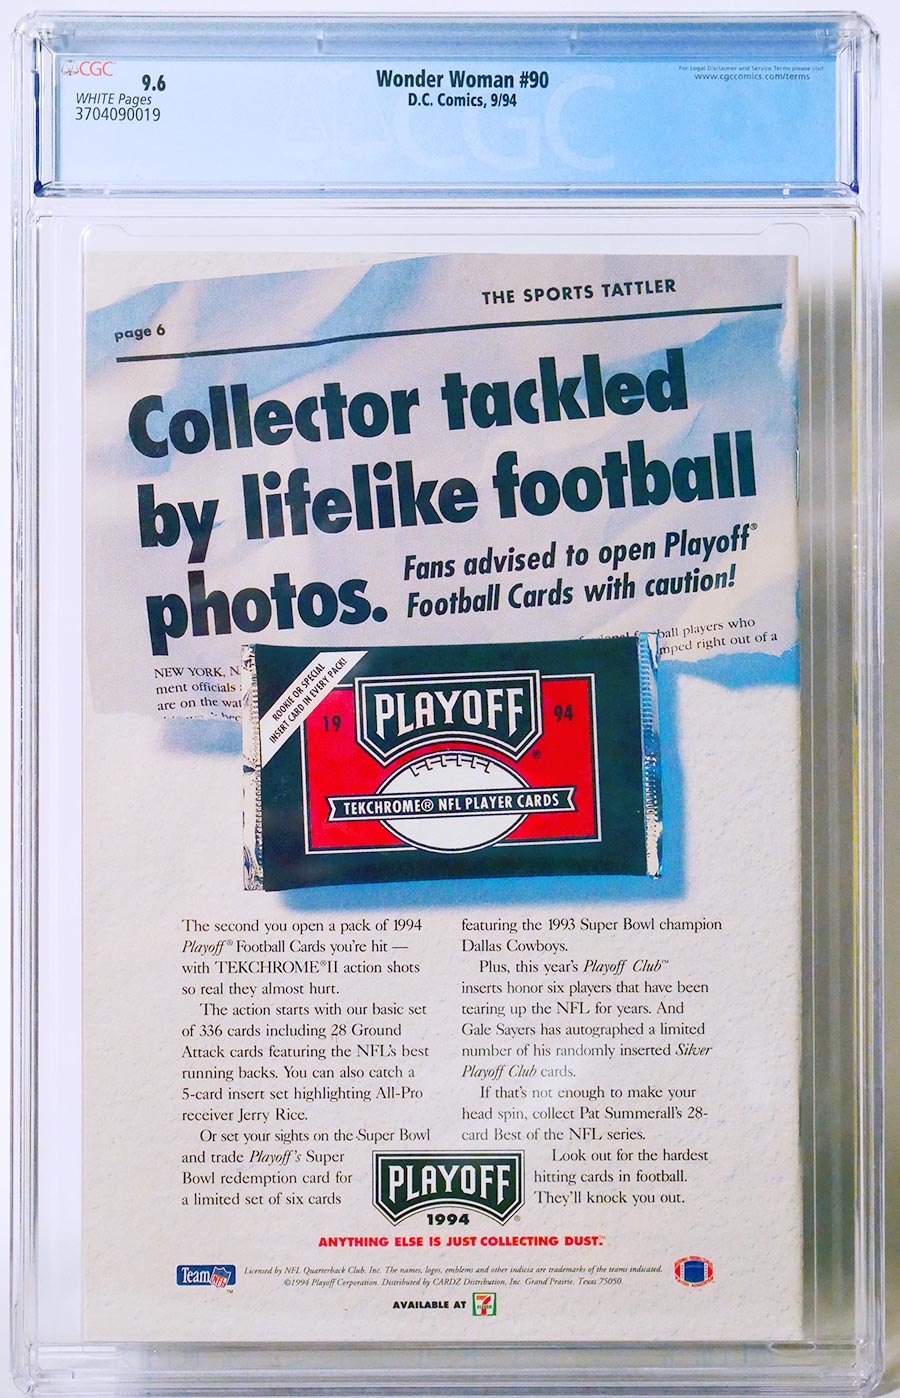 CGC
9.6
WHITE Pages
3704090019
Wonder Woman #90
D.C. Comics, 9/94
For Legal Disclaimer and Service Terms please visit
www.cgccomics.com/terms
CGC
THE SPORTS TATTLER
page 6
Collector tackled
by lifelike football
photos.
Fans advised to open Playoff®
Football Cards with caution!
ball players who
mped right out of a
NEW YORK, N.
ment officials
are on the wat
ROOKIE OR SPECIAL
INSERT CARD IN EVERY PACK!
19 PLAYOFF 94
®
TEKCHROME® NFL PLAYER CARDS
The second you open a pack of 1994
Playoff® Football Cards you're hit —
with TEKCHROME®II action shots
so real they almost hurt.
The action starts with our basic set
of 336 cards including 28 Ground
Attack cards featuring the NFL's best
running backs. You can also catch a
5-card insert set highlighting All-Pro
receiver Jerry Rice.
Or set your sights on the Super Bowl
and trade Playoff's Super
Bowl redemption card for
a limited set of six cards
featuring the 1993 Super Bowl champion
Dallas Cowboys.
Plus, this year's Playoff Club™
inserts honor six players that have been
tearing up the NFL for years. And
Gale Sayers has autographed a limited
number of his randomly inserted Silver
Playoff Club cards.
If that's not enough to make your
head spin, collect Pat Summerall's 28-
card Best of the NFL series.
Look out for the hardest
hitting cards in football.
They'll knock you out.
PLAYOFF
®
1994
ANYTHING ELSE IS JUST COLLECTING DUST.™
Team NFL ™
Licensed by NFL Quarterback Club, Inc. The names, logos, emblems and other indicia are trademarks of the teams indicated.
©1994 Playoff Corporation. Distributed by CARDZ Distribution, Inc. Grand Prairie, Texas 75050.
AVAILABLE AT 7 ELEVEN